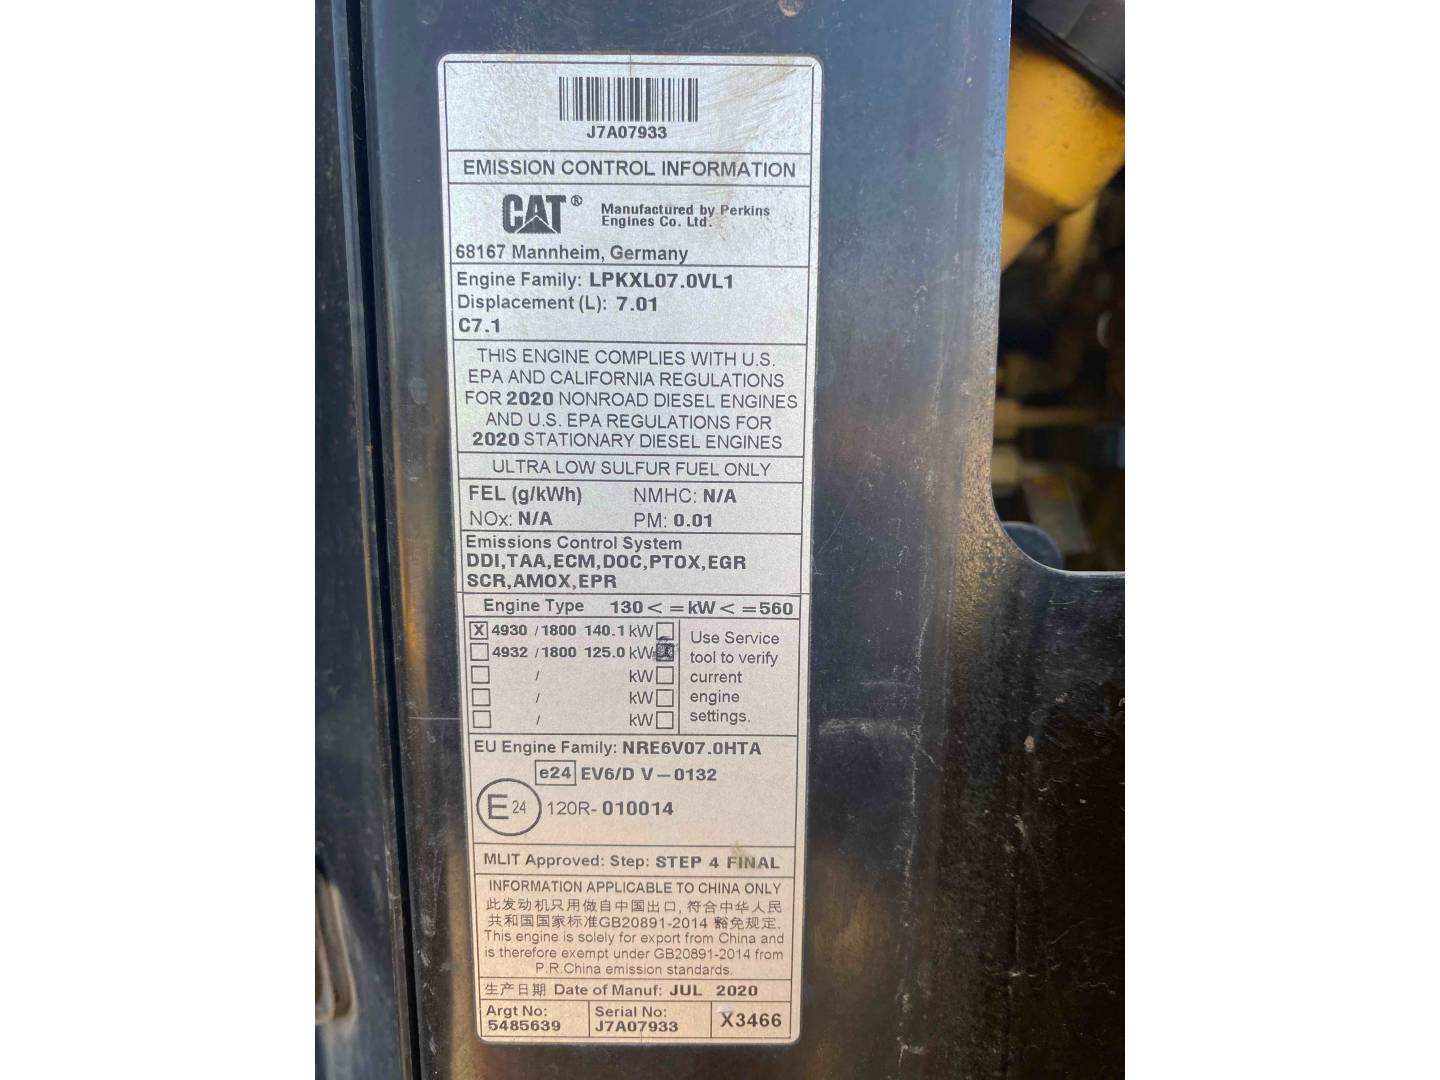 J7A07933
EMISSION CONTROL INFORMATION
CAT® Manufactured by Perkins
Engines Co. Ltd.
68167 Mannheim, Germany
Engine Family: LPKXL07.0VL1
Displacement (L): 7.01
C7.1
THIS ENGINE COMPLIES WITH U.S.
EPA AND CALIFORNIA REGULATIONS
FOR 2020 NONROAD DIESEL ENGINES
AND U.S. EPA REGULATIONS FOR
2020 STATIONARY DIESEL ENGINES
ULTRA LOW SULFUR FUEL ONLY
FEL (g/kWh) NMHC: N/A
NOx: N/A PM: 0.01
Emissions Control System
DDI,TAA,ECM,DOC,PTOX,EGR
SCR,AMOX,EPR
Engine Type 130 < = kW < = 560
X 4930 / 1800 140.1 kW
4932 / 1800 125.0 kW
/ kW
/ kW
/ kW
Use Service
tool to verify
current
engine
settings.
EU Engine Family: NRE6V07.0HTA
e24 EV6/D V-0132
E 24 120R- 010014
MLIT Approved: Step: STEP 4 FINAL
INFORMATION APPLICABLE TO CHINA ONLY
此发动机只用做自中国出口, 符合中华人民
共和国国家标准GB20891-2014 豁免规定.
This engine is solely for export from China and
is therefore exempt under GB20891-2014 from
P.R.China emission standards.
生产日期 Date of Manuf: JUL 2020
Argt No:
5485639
Serial No:
J7A07933
X3466